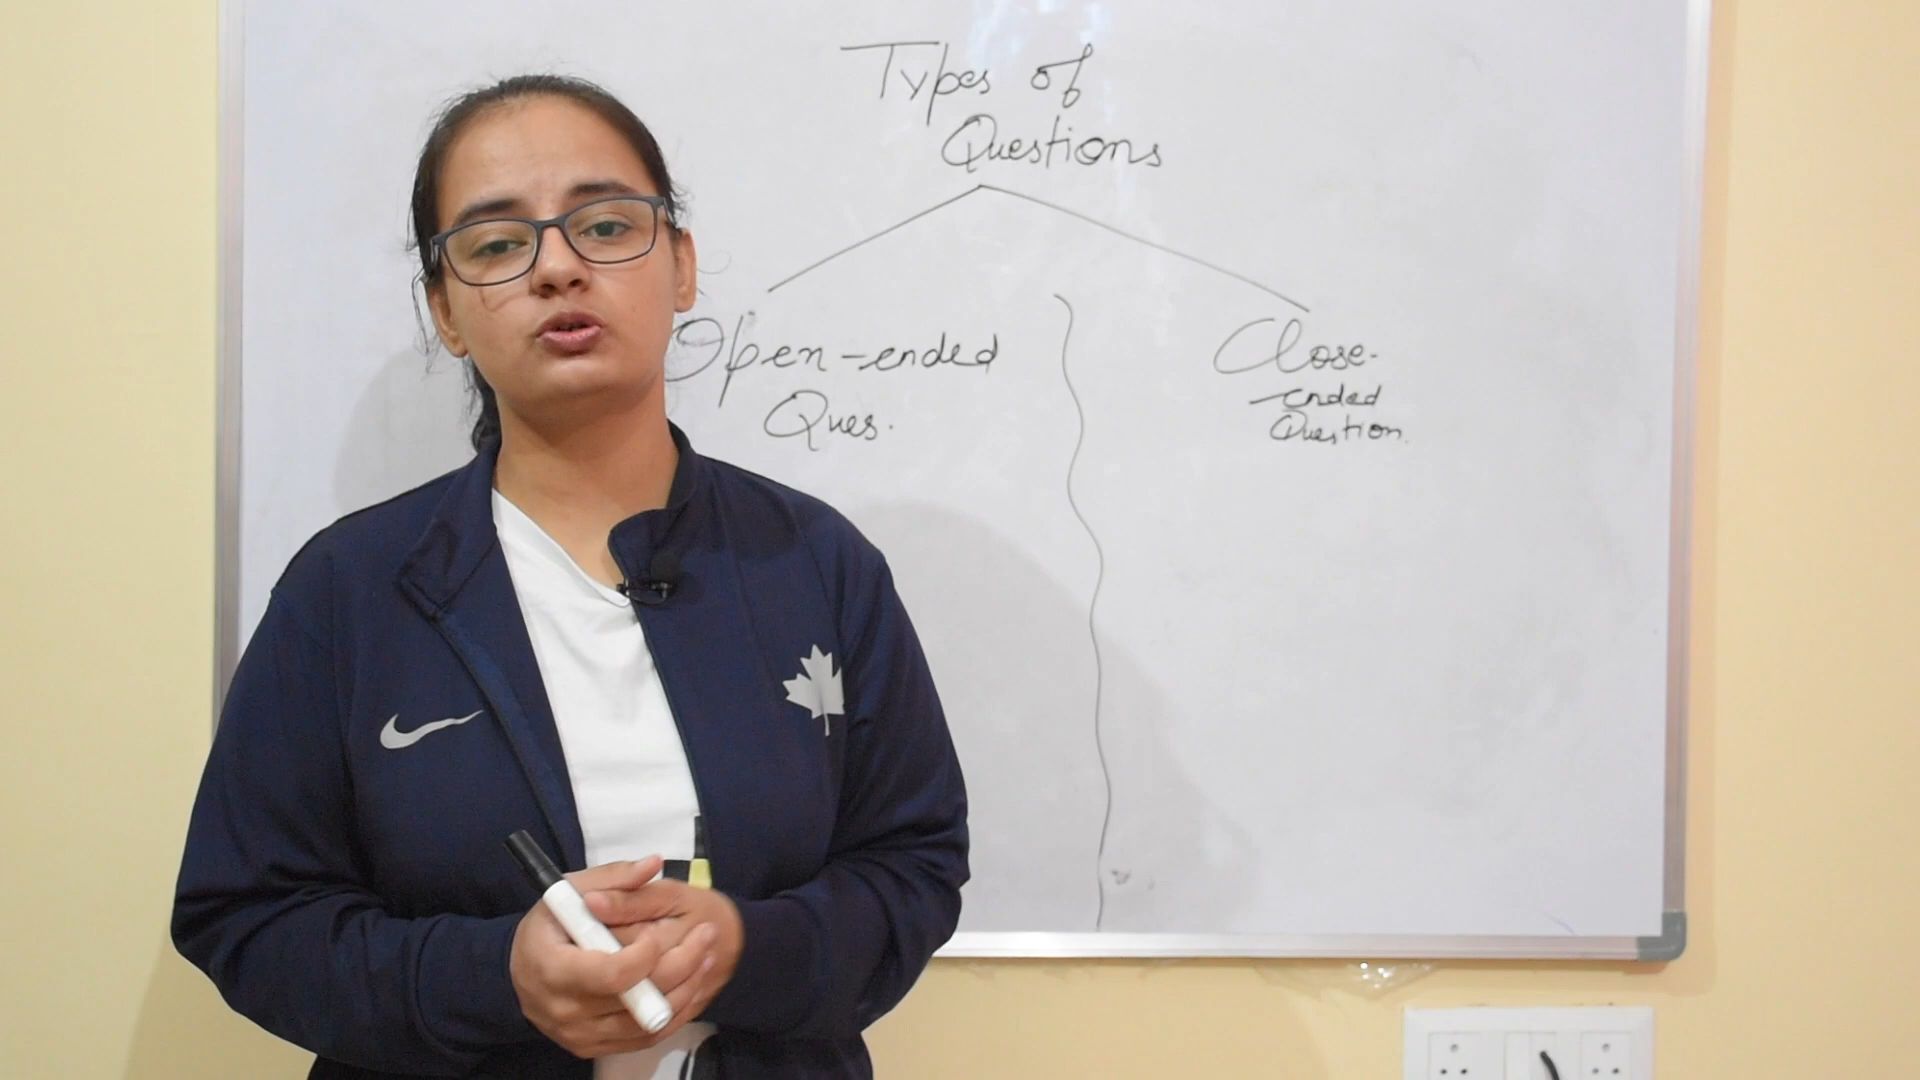 Types of
Questions
Open-ended
Ques.
Close-
ended
Question.